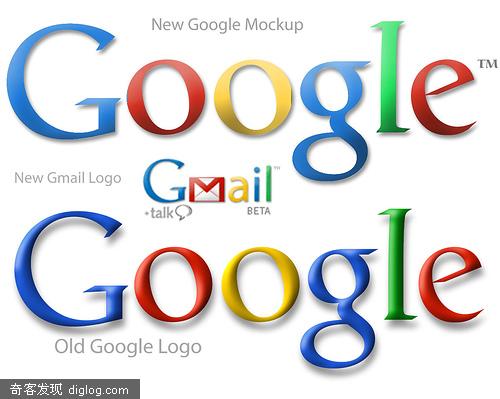 New Google Mockup
Google™
New Gmail Logo
Gmail™
+talk
BETA
Google
Old Google Logo
奇客发现 diglog.com